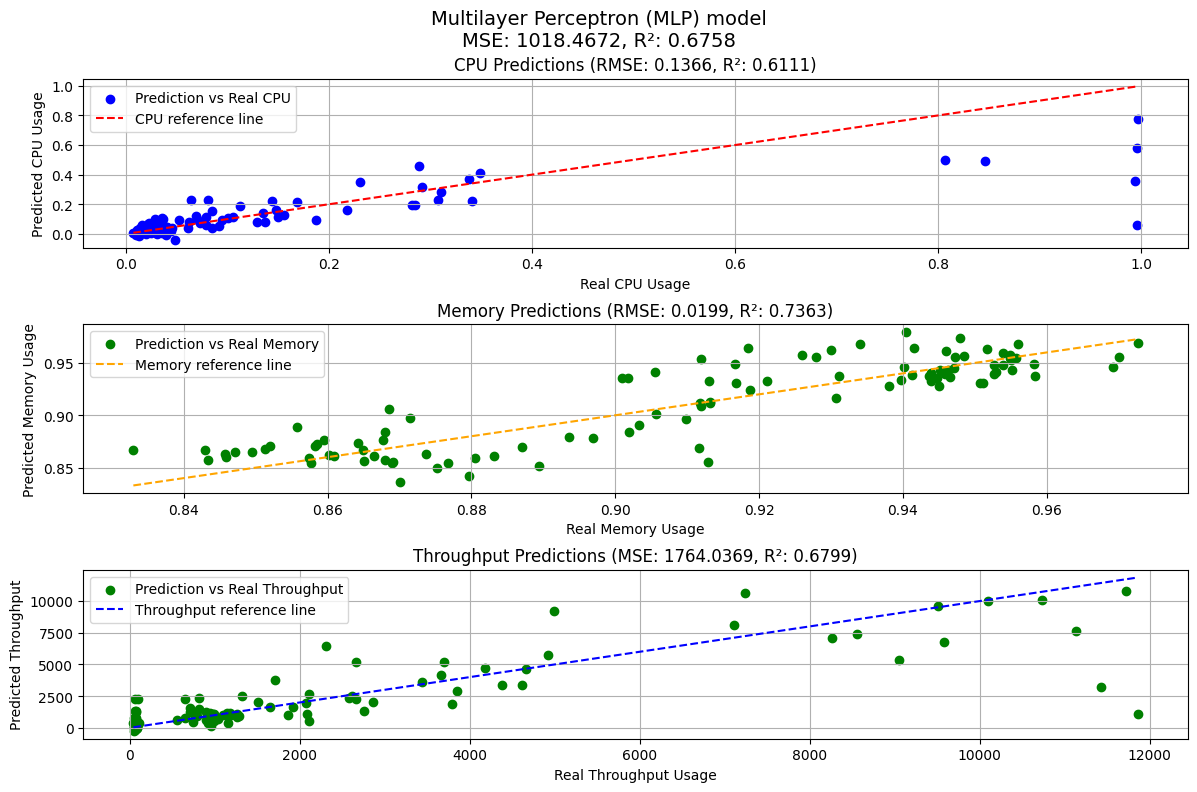 Multilayer Perceptron (MLP) model
MSE: 1018.4672, R²: 0.6758
CPU Predictions (RMSE: 0.1366, R²: 0.6111)
Predicted CPU Usage
1.0
0.8
0.6
0.4
0.2
0.0
Prediction vs Real CPU
CPU reference line
0.0 0.2 0.4 0.6 0.8 1.0
Real CPU Usage
Memory Predictions (RMSE: 0.0199, R²: 0.7363)
Predicted Memory Usage
0.95
0.90
0.85
Prediction vs Real Memory
Memory reference line
0.84 0.86 0.88 0.90 0.92 0.94 0.96
Real Memory Usage
Throughput Predictions (MSE: 1764.0369, R²: 0.6799)
Predicted Throughput
10000
7500
5000
2500
0
Prediction vs Real Throughput
Throughput reference line
0 2000 4000 6000 8000 10000 12000
Real Throughput Usage